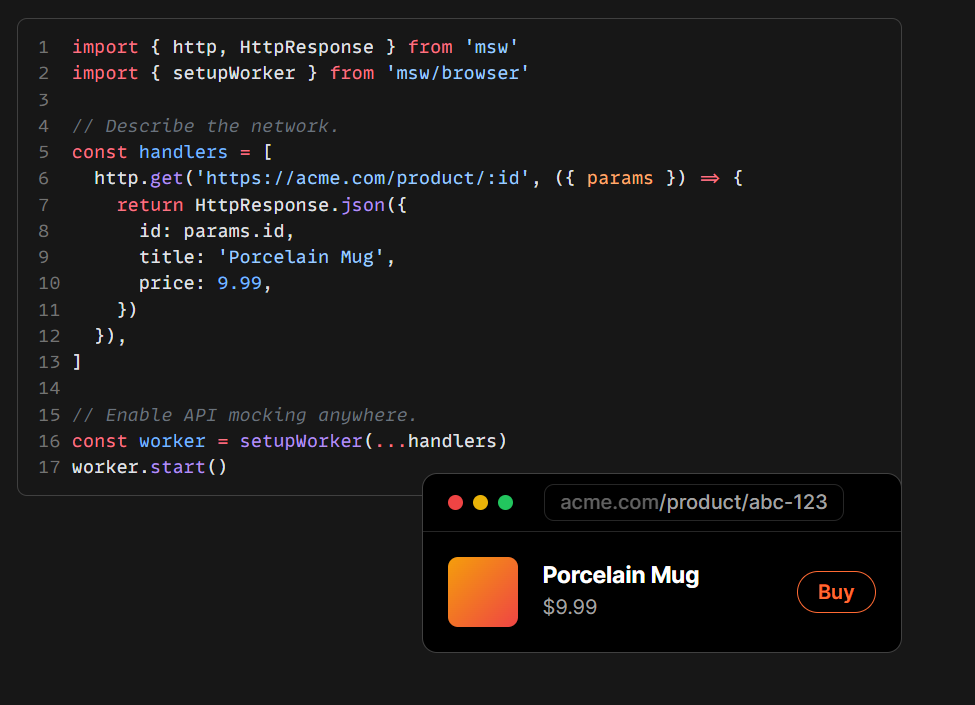 1 import { http, HttpResponse } from 'msw'
2 import { setupWorker } from 'msw/browser'
3
4 // Describe the network.
5 const handlers = [
6   http.get('https://acme.com/product/:id', ({ params }) => {
7     return HttpResponse.json({
8       id: params.id,
9       title: 'Porcelain Mug',
10       price: 9.99,
11     })
12   }),
13 ]
14
15 // Enable API mocking anywhere.
16 const worker = setupWorker(...handlers)
17 worker.start()
acme.com/product/abc-123
Porcelain Mug
$9.99
Buy